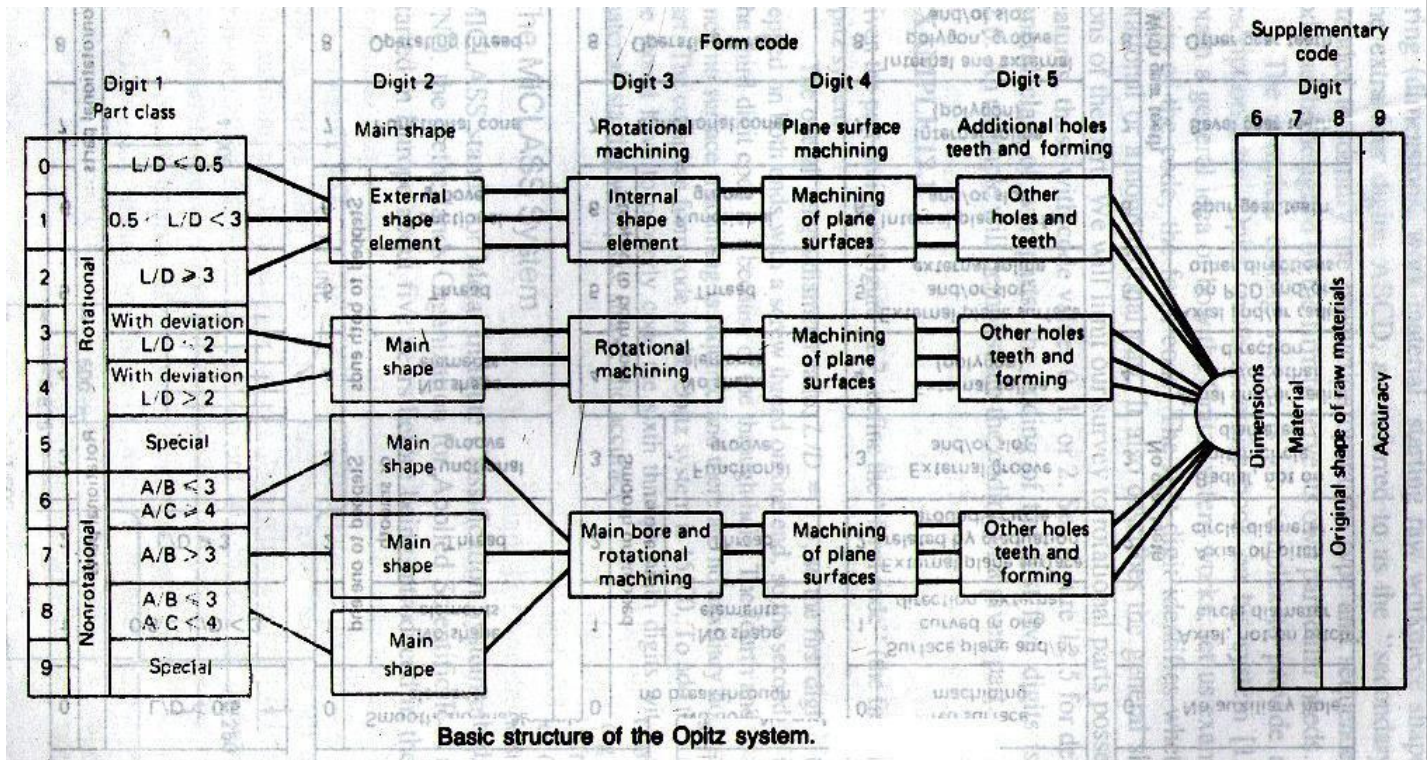 Form code
Supplementary
code
Digit 1
Part class
Digit 2
Main shape
Digit 3
Rotational
machining
Digit 4
Plane surface
machining
Digit 5
Additional holes
teeth and forming
Digit
6 7 8 9
0
1
2
3
4
5
6
7
8
9
Rotational
Nonrotational
L/D ≤ 0.5
0.5 L/D < 3
L/D ⩾ 3
With deviation
L/D 2
With deviation
L/D > 2
Special
A/B ≤ 3
A/C ⩾ 4
A/B > 3
A/B ≤ 3
A/C < 4
Special
External
shape
element
Internal
shape
element
Machining
of plane
surfaces
Other
holes and
teeth
Main
shape
Rotational
machining
Machining
of plane
surfaces
Other holes
teeth and
forming
Main
shape
Main
shape
Main
shape
Main bore and
rotational
machining
Machining
of plane
surfaces
Other holes
teeth and
forming
Dimensions
Material
Original shape of raw materials
Accuracy
Basic structure of the Opitz system.